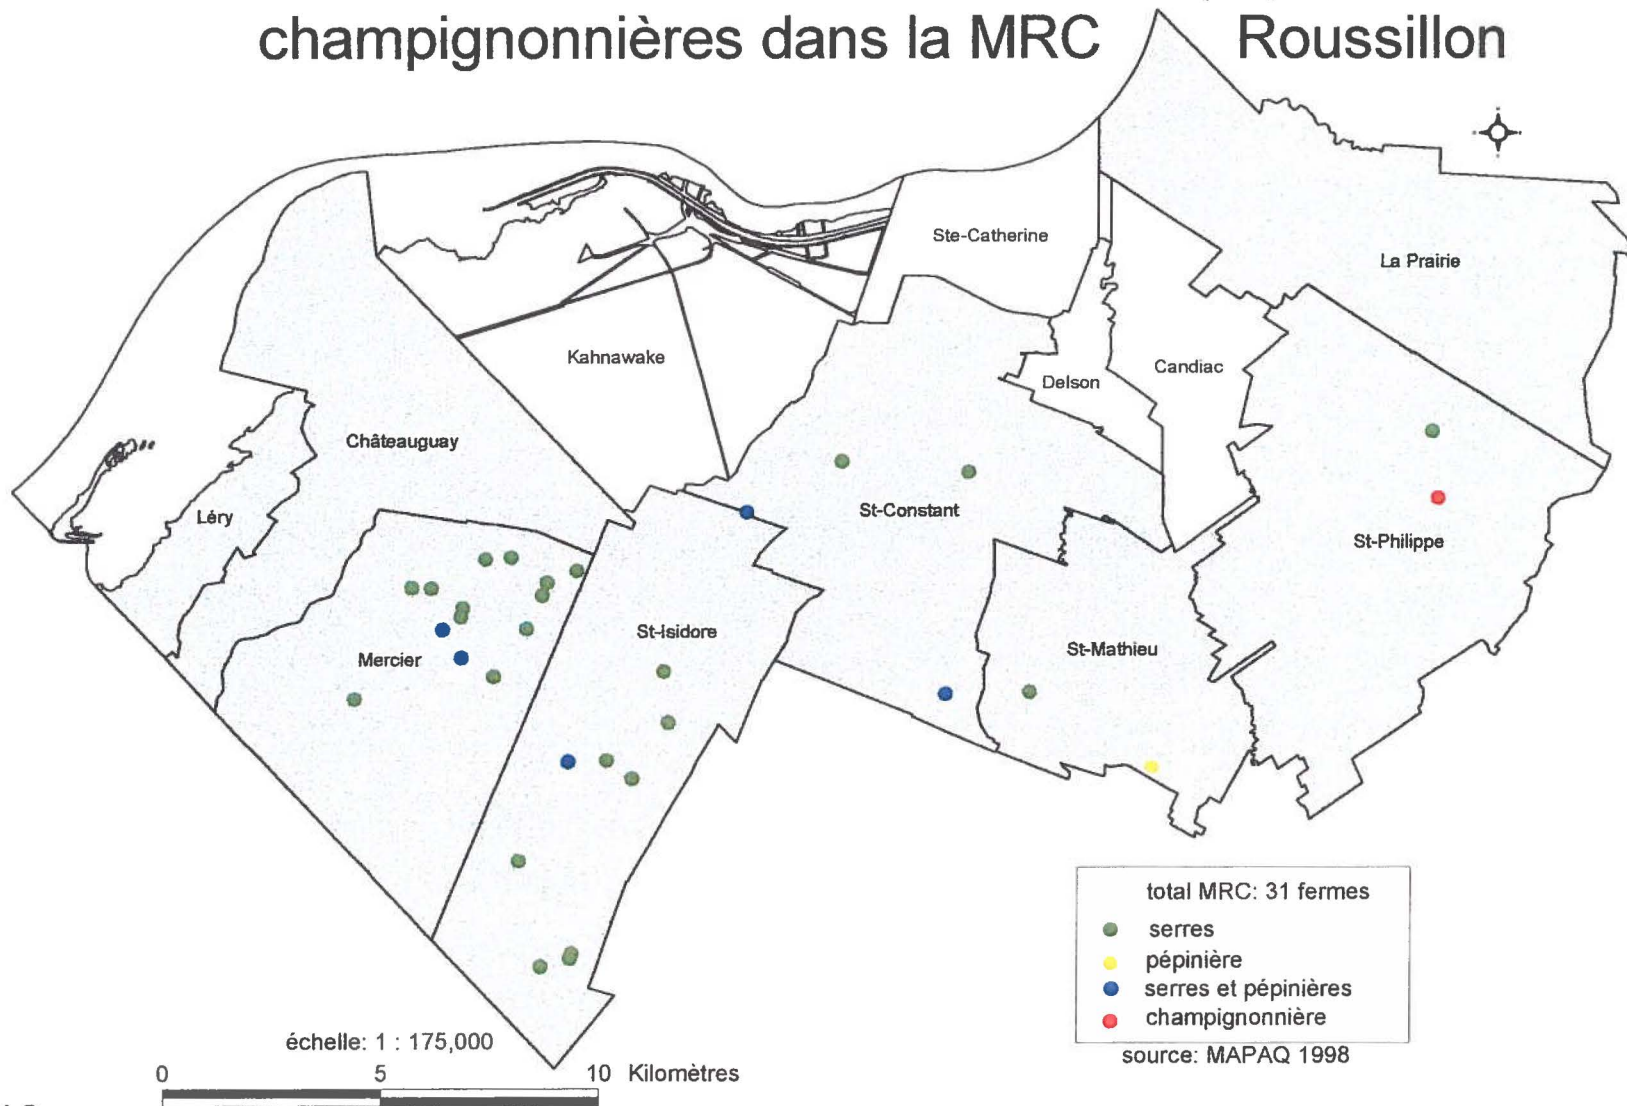 champignonnières dans la MRC Roussillon
Ste-Catherine
La Prairie
Kahnawake
Candiac
Delson
Châteauguay
St-Constant
Léry
St-Philippe
St-Isidore
St-Mathieu
Mercier
total MRC: 31 fermes
serres
pépinière
serres et pépinières
champignonnière
source: MAPAQ 1998
échelle: 1 : 175,000
0 5 10 Kilomètres